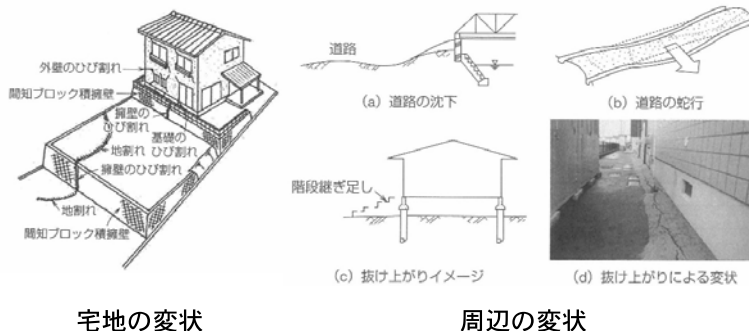 外壁のひび割れ
間知ブロック積擁壁
擁壁の
ひび割れ
基礎の
ひび割れ
地割れ
擁壁のひび割れ
地割れ
間知ブロック積擁壁
宅地の変状
道路
(a) 道路の沈下
(b) 道路の蛇行
階段継ぎ足し
(c) 抜け上がりイメージ
(d) 抜け上がりによる変状
周辺の変状